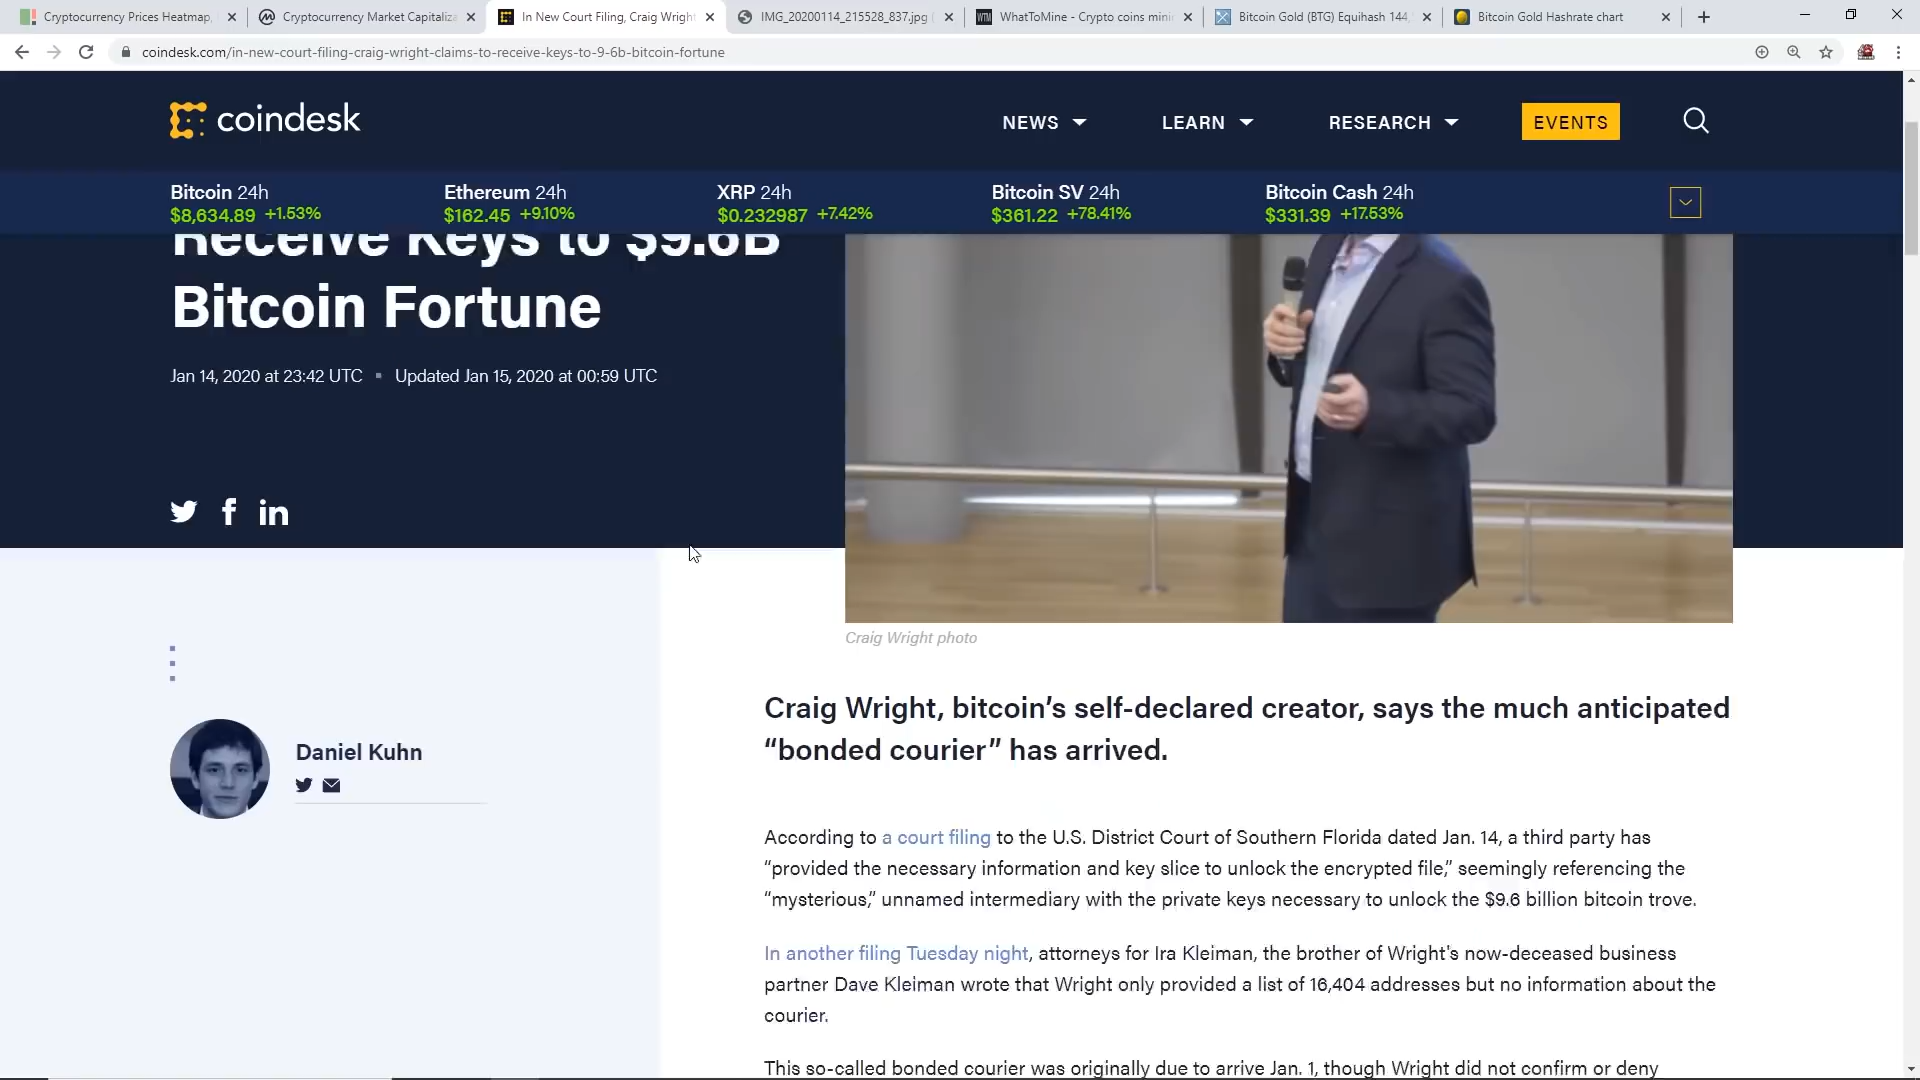 Cryptocurrency Prices Heatmap,
Cryptocurrency Market Capitaliza
In New Court Filing, Craig Wright
IMG_20200114_215528_837.jpg (
WhatToMine - Crypto coins mini
Bitcoin Gold (BTG) Equihash 144,
Bitcoin Gold Hashrate chart
coindesk.com/in-new-court-filing-craig-wright-claims-to-receive-keys-to-9-6b-bitcoin-fortune
coindesk
NEWS
LEARN
RESEARCH
EVENTS
Bitcoin 24h
$8,634.89 +1.53%
Ethereum 24h
$162.45 +9.10%
XRP 24h
$0.232987 +7.42%
Bitcoin SV 24h
$361.22 +78.41%
Bitcoin Cash 24h
$331.39 +17.53%
Receive Keys to $9.6B
Bitcoin Fortune
Jan 14, 2020 at 23:42 UTC ▪ Updated Jan 15, 2020 at 00:59 UTC
Craig Wright photo
Daniel Kuhn
Craig Wright, bitcoin’s self-declared creator, says the much anticipated
“bonded courier” has arrived.
According to a court filing to the U.S. District Court of Southern Florida dated Jan. 14, a third party has
“provided the necessary information and key slice to unlock the encrypted file,” seemingly referencing the
“mysterious,” unnamed intermediary with the private keys necessary to unlock the $9.6 billion bitcoin trove.
In another filing Tuesday night, attorneys for Ira Kleiman, the brother of Wright's now-deceased business
partner Dave Kleiman wrote that Wright only provided a list of 16,404 addresses but no information about the
courier.
This so-called bonded courier was originally due to arrive Jan. 1, though Wright did not confirm or deny